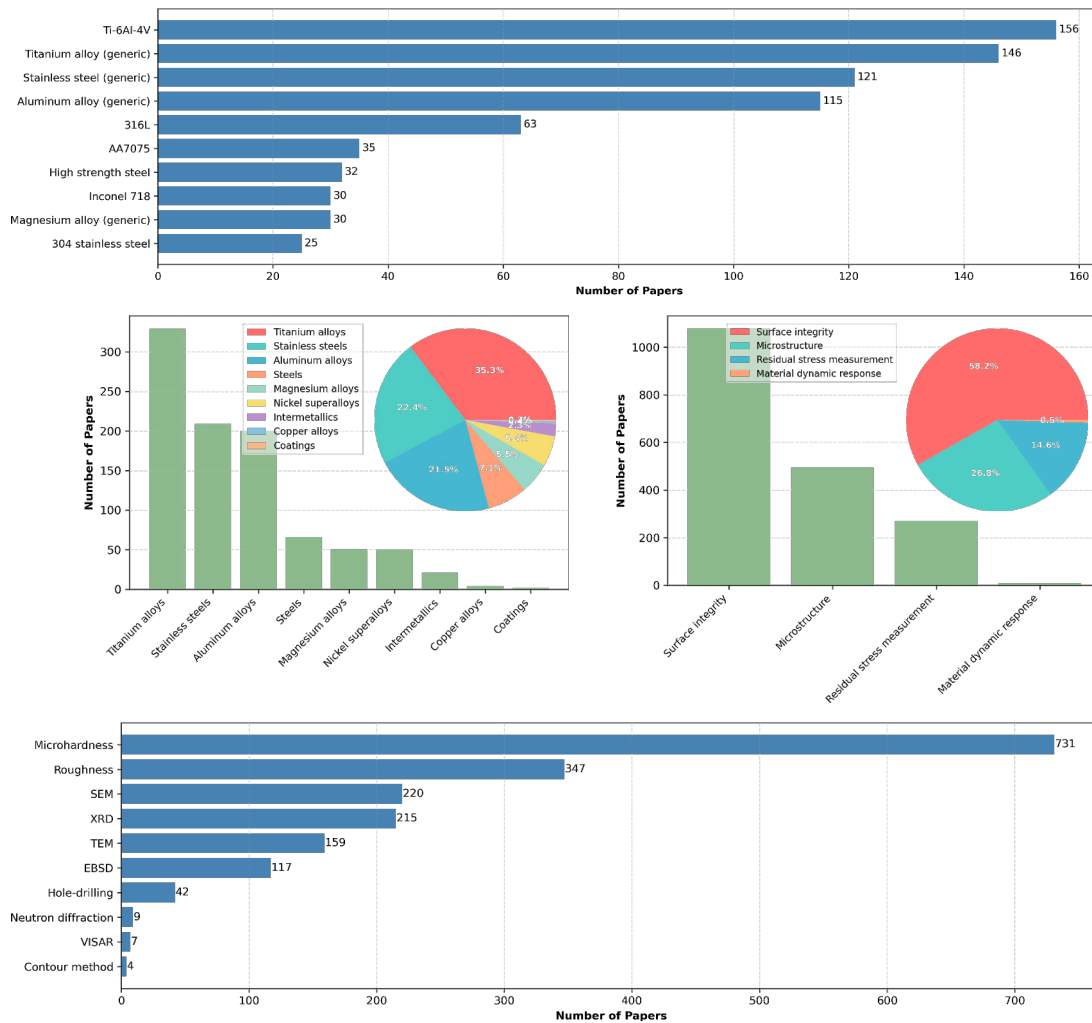 Ti-6Al-4V
156
Titanium alloy (generic)
146
Stainless steel (generic)
121
Aluminum alloy (generic)
115
316L
63
AA7075
35
High strength steel
32
Inconel 718
30
Magnesium alloy (generic)
30
304 stainless steel
25
0 20 40 60 80 100 120 140 160
Number of Papers
Number of Papers
300
250
200
150
100
50
0
Titanium alloys
Stainless steels
Aluminum alloys
Steels
Magnesium alloys
Nickel superalloys
Intermetallics
Copper alloys
Coatings
35.3%
22.4%
21.5%
7.1%
5.5%
Titanium alloys
Stainless steels
Aluminum alloys
Steels
Magnesium alloys
Nickel superalloys
Intermetallics
Copper alloys
Coatings
Number of Papers
1000
800
600
400
200
0
Surface integrity
Microstructure
Residual stress measurement
Material dynamic response
58.2%
26.8%
14.6%
0.5%
Surface integrity
Microstructure
Residual stress measurement
Material dynamic response
Microhardness
731
Roughness
347
SEM
220
XRD
215
TEM
159
EBSD
117
Hole-drilling
42
Neutron diffraction
9
VISAR
7
Contour method
4
0 100 200 300 400 500 600 700
Number of Papers